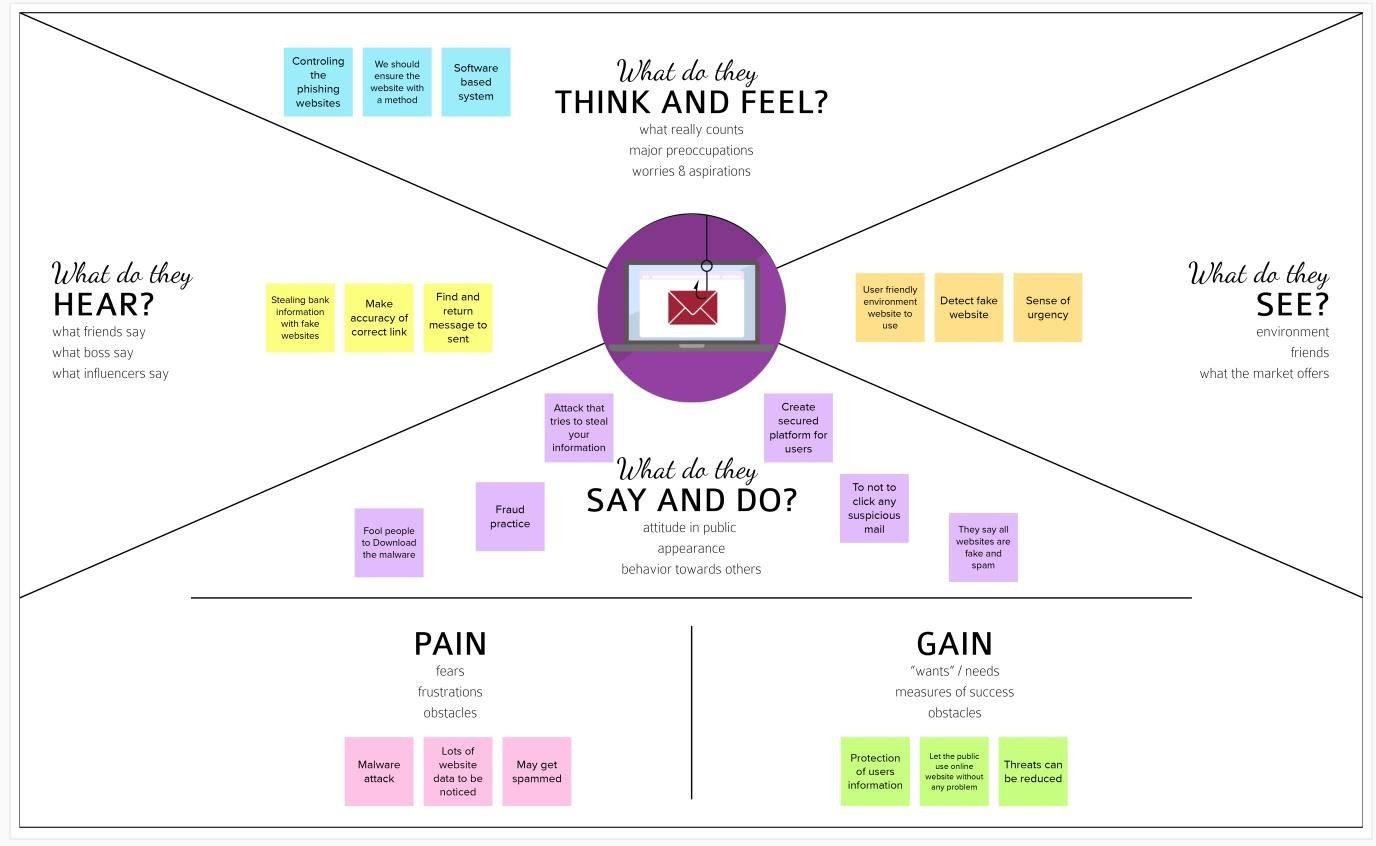 Controling
the
phishing
websites
We should
ensure the
website with
a method
Software
based
system
What do they
THINK AND FEEL?
what really counts
major preoccupations
worries & aspirations
What do they
HEAR?
what friends say
what boss say
what influencers say
Stealing bank
information
with fake
websites
Make
accuracy of
correct link
Find and
return
message to
sent
User friendly
environment
website to
use
Detect fake
website
Sense of
urgency
What do they
SEE?
environment
friends
what the market offers
Attack that
tries to steal
your
information
Create
secured
platform for
users
What do they
SAY AND DO?
attitude in public
appearance
behavior towards others
Fool people
to Download
the malware
Fraud
practice
To not to
click any
suspicious
mail
They say all
websites are
fake and
spam
PAIN
fears
frustrations
obstacles
Malware
attack
Lots of
website
data to be
noticed
May get
spammed
GAIN
“wants” / needs
measures of success
obstacles
Protection
of users
information
Let the public
use online
website without
any problem
Threats can
be reduced